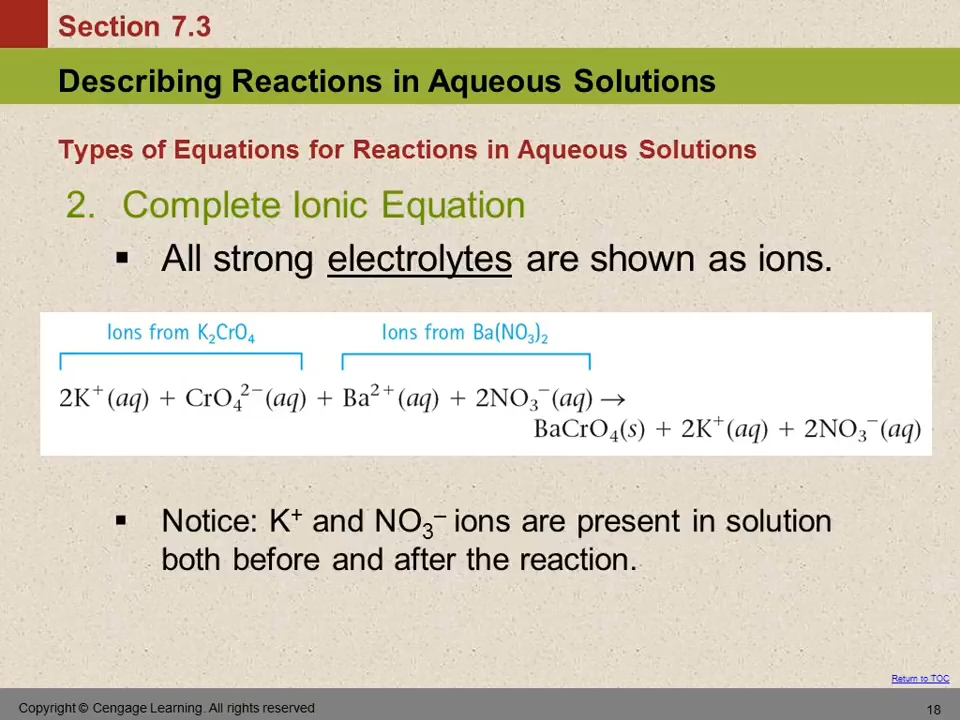 Section 7.3
Describing Reactions in Aqueous Solutions
Types of Equations for Reactions in Aqueous Solutions
2. Complete Ionic Equation
▪ All strong electrolytes are shown as ions.
Ions from K₂CrO₄ Ions from Ba(NO₃)₂
2K⁺(aq) + CrO₄²⁻(aq) + Ba²⁺(aq) + 2NO₃⁻(aq) →
BaCrO₄(s) + 2K⁺(aq) + 2NO₃⁻(aq)
▪ Notice: K⁺ and NO₃⁻ ions are present in solution
both before and after the reaction.
Return to TOC
Copyright © Cengage Learning. All rights reserved 18